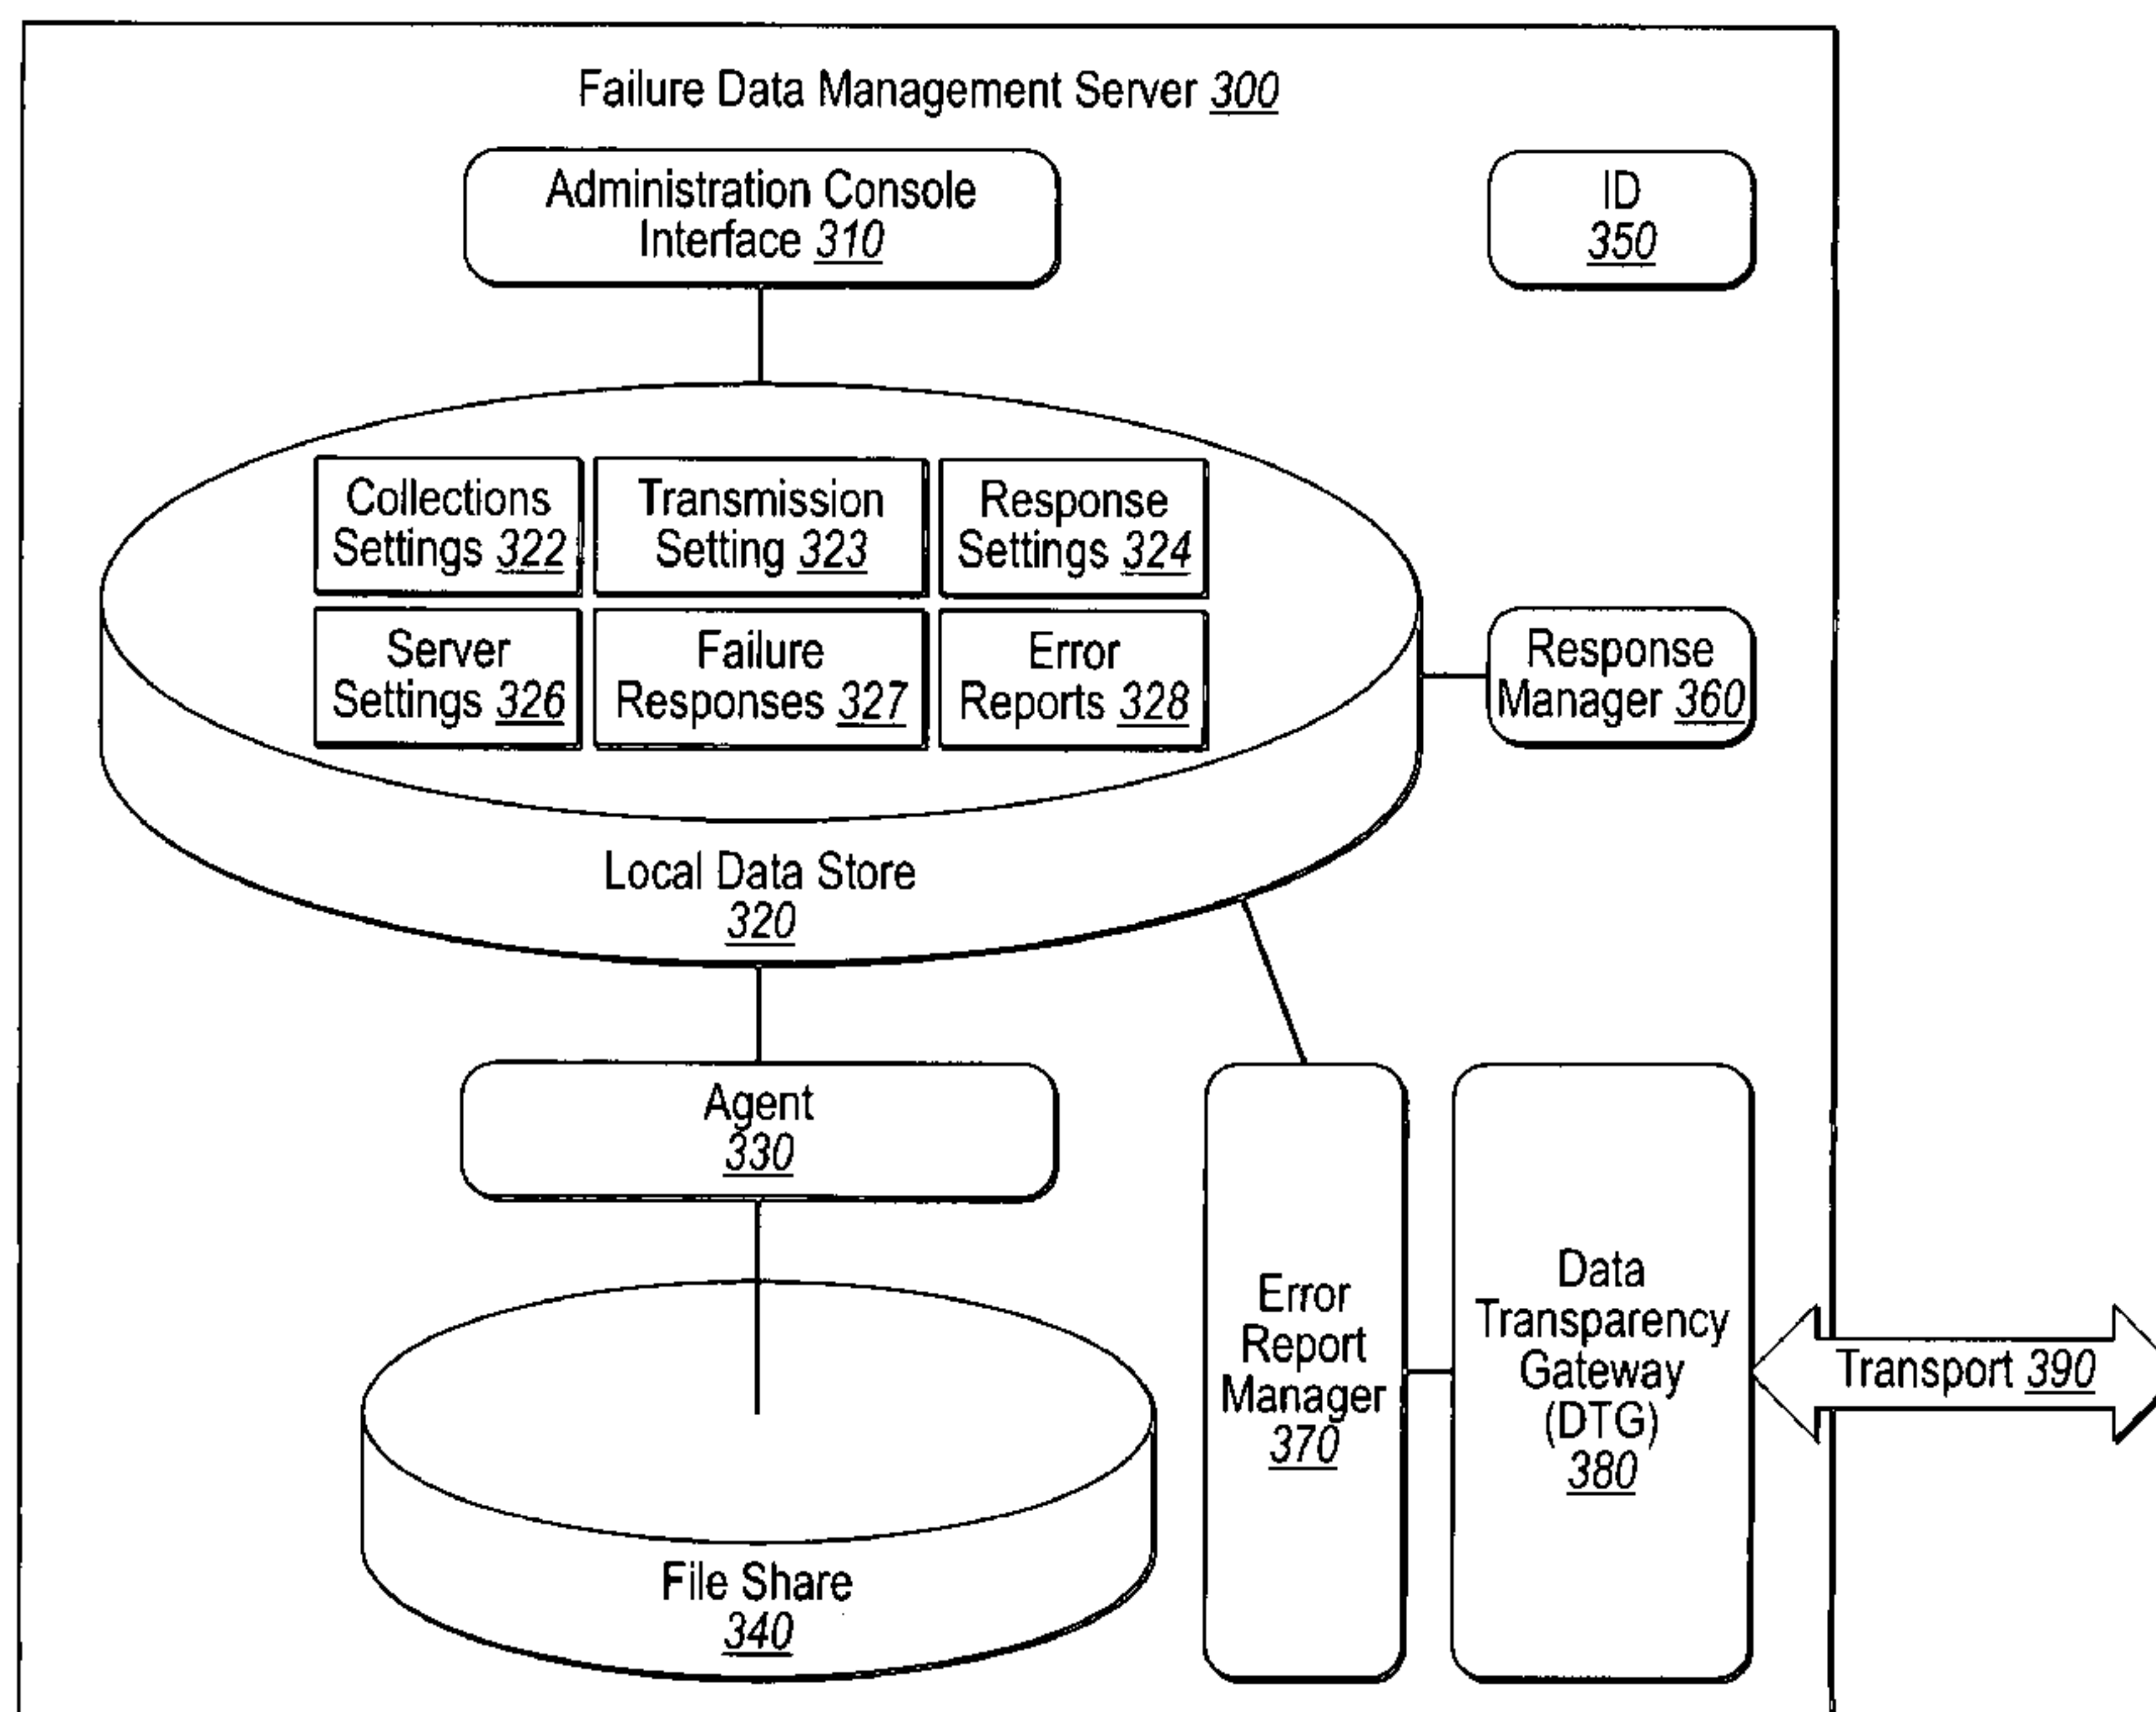 Failure Data Management Server 300
Administration Console
Interface 310
ID
350
Collections
Settings 322
Transmission
Setting 323
Response
Settings 324
Server
Settings 326
Failure
Responses 327
Error
Reports 328
Response
Manager 360
Local Data Store
320
Agent
330
File Share
340
Error
Report
Manager
370
Data
Transparency
Gateway
(DTG)
380
Transport 390